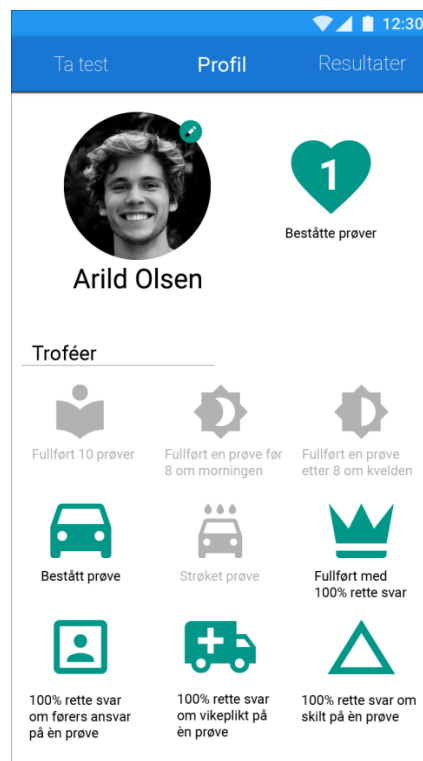 12:30
Ta test
Profil
Resultater
1
Beståtte prøver
Arild Olsen
Troféer
Fullført 10 prøver
Fullført en prøve før
8 om morningen
Fullført en prøve
etter 8 om kvelden
Bestått prøve
Strøket prøve
Fullført med
100% rette svar
100% rette svar
om førers ansvar
på èn prøve
100% rette svar
om vikeplikt på
èn prøve
100% rette svar om
skilt på èn prøve